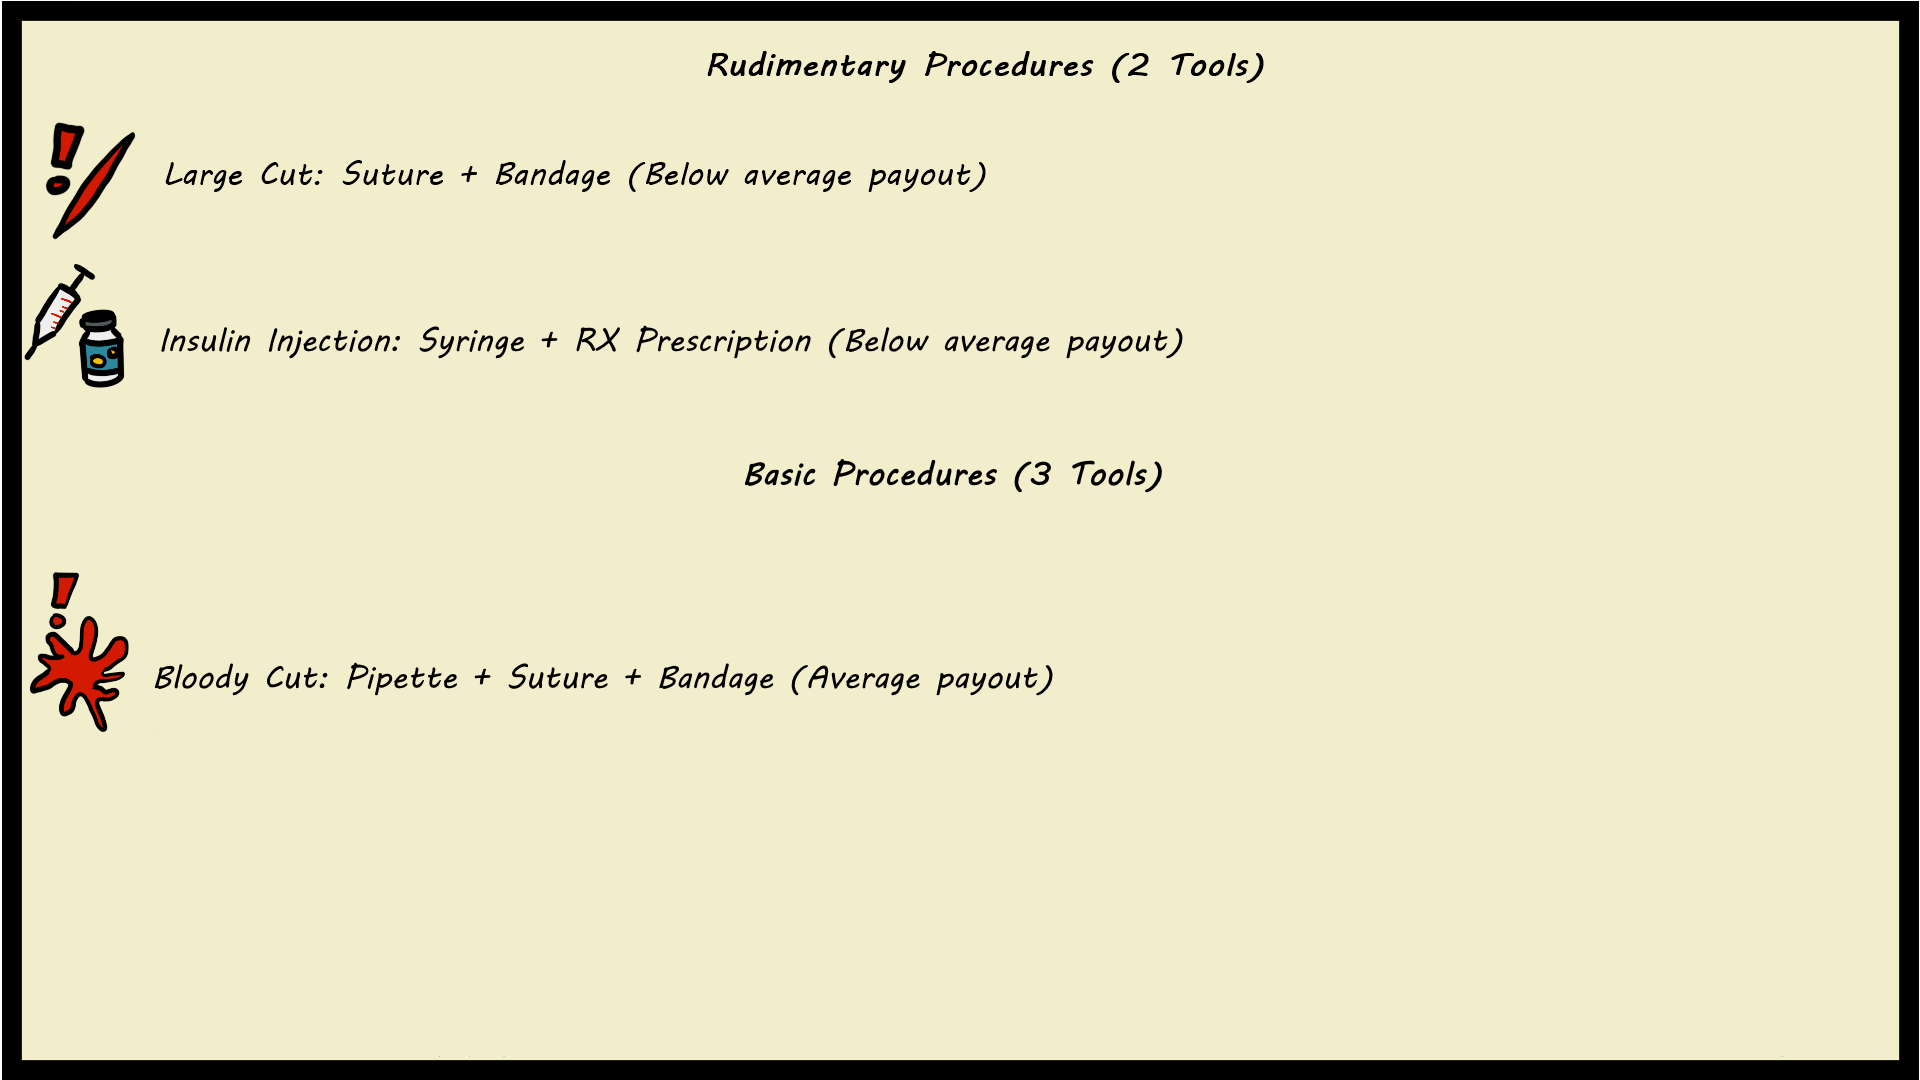 Rudimentary Procedures (2 Tools)
Large Cut: Suture + Bandage (Below average payout)
Insulin Injection: Syringe + RX Prescription (Below average payout)
Basic Procedures (3 Tools)
Bloody Cut: Pipette + Suture + Bandage (Average payout)